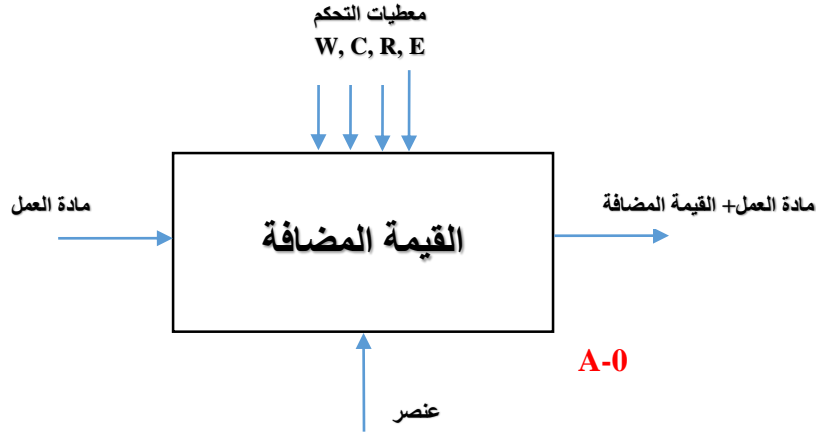 معطيات التحكم
W, C, R, E
مادة العمل
القيمة المضافة
مادة العمل+ القيمة المضافة
A-0
عنصر